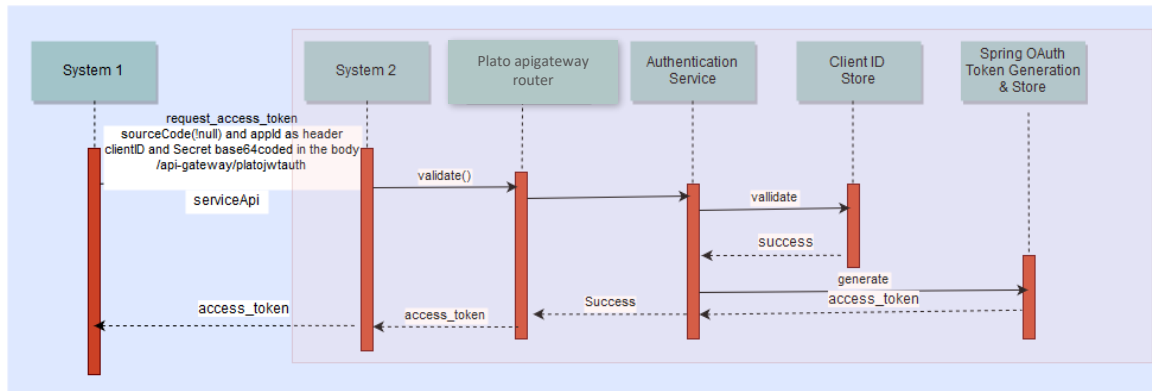 System 1
System 2
Plato apigateway
router
Authentication
Service
Client ID
Store
Spring OAuth
Token Generation
& Store
request_access_token
sourceCode(!null) and appId as header
clientID and Secret base64coded in the body
/api-gateway/platojwtauth
serviceApi
validate()
vallidate
success
generate
access_token
Success
access_token
access_token